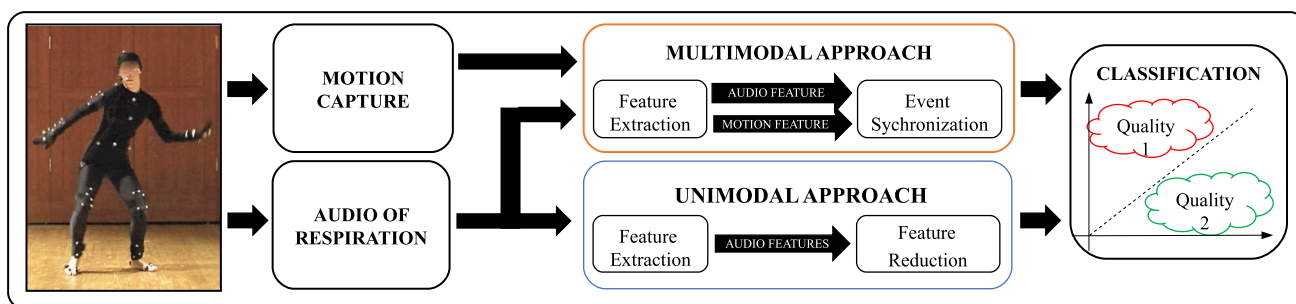 MOTION
CAPTURE
AUDIO OF
RESPIRATION
MULTIMODAL APPROACH
Feature
Extraction
AUDIO FEATURE
MOTION FEATURE
Event
Sychronization
UNIMODAL APPROACH
Feature
Extraction
AUDIO FEATURES
Feature
Reduction
CLASSIFICATION
Quality
1
Quality
2